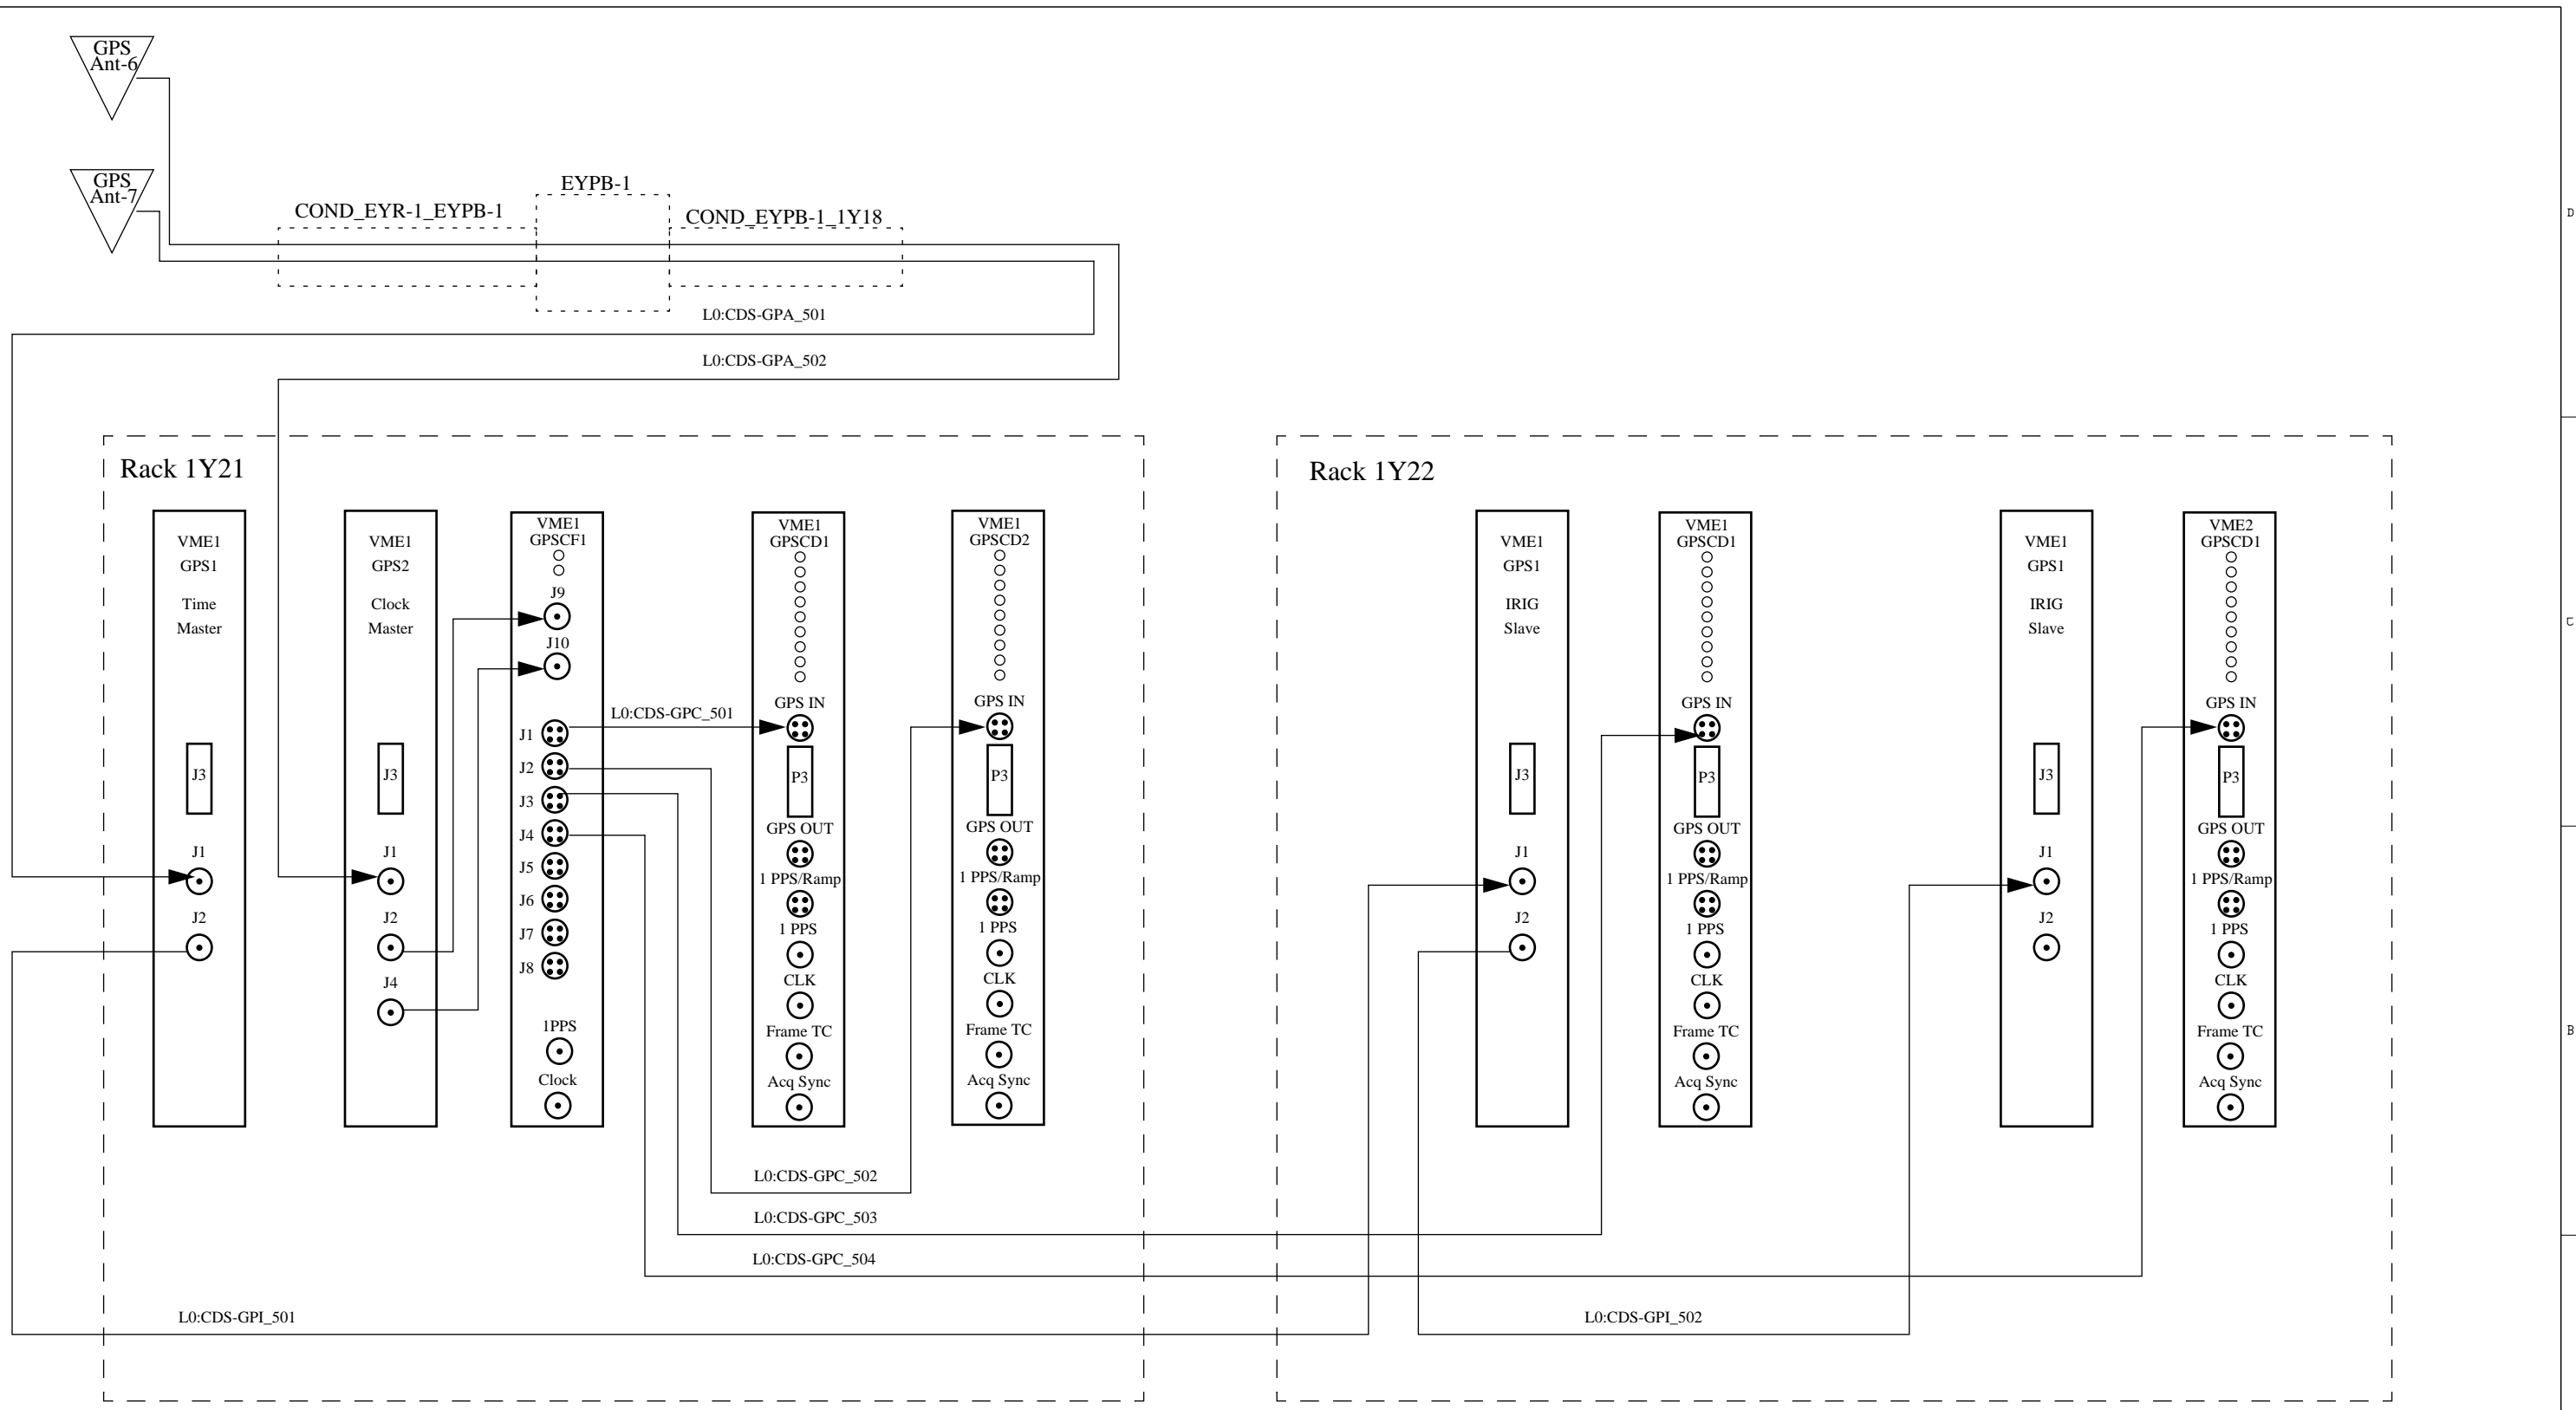 GPS
Ant-6
GPS
Ant-7
COND_EYR-1_EYPB-1
EYPB-1
COND_EYPB-1_1Y18
L0:CDS-GPA_501
L0:CDS-GPA_502
D
C
B
Rack 1Y21
VME1
GPS1
Time
Master
J3
J1
J2
VME1
GPS2
Clock
Master
J3
J1
J2
J4
VME1
GPSCF1
J9
J10
J1
J2
J3
J4
J5
J6
J7
J8
1PPS
Clock
L0:CDS-GPC_501
VME1
GPSCD1
GPS IN
P3
GPS OUT
1 PPS/Ramp
1 PPS
CLK
Frame TC
Acq Sync
VME1
GPSCD2
GPS IN
P3
GPS OUT
1 PPS/Ramp
1 PPS
CLK
Frame TC
Acq Sync
L0:CDS-GPC_502
L0:CDS-GPC_503
L0:CDS-GPC_504
L0:CDS-GPI_501
Rack 1Y22
VME1
GPS1
IRIG
Slave
J3
J1
J2
VME1
GPSCD1
GPS IN
P3
GPS OUT
1 PPS/Ramp
1 PPS
CLK
Frame TC
Acq Sync
VME1
GPS1
IRIG
Slave
J3
J1
J2
VME2
GPSCD1
GPS IN
P3
GPS OUT
1 PPS/Ramp
1 PPS
CLK
Frame TC
Acq Sync
L0:CDS-GPI_502